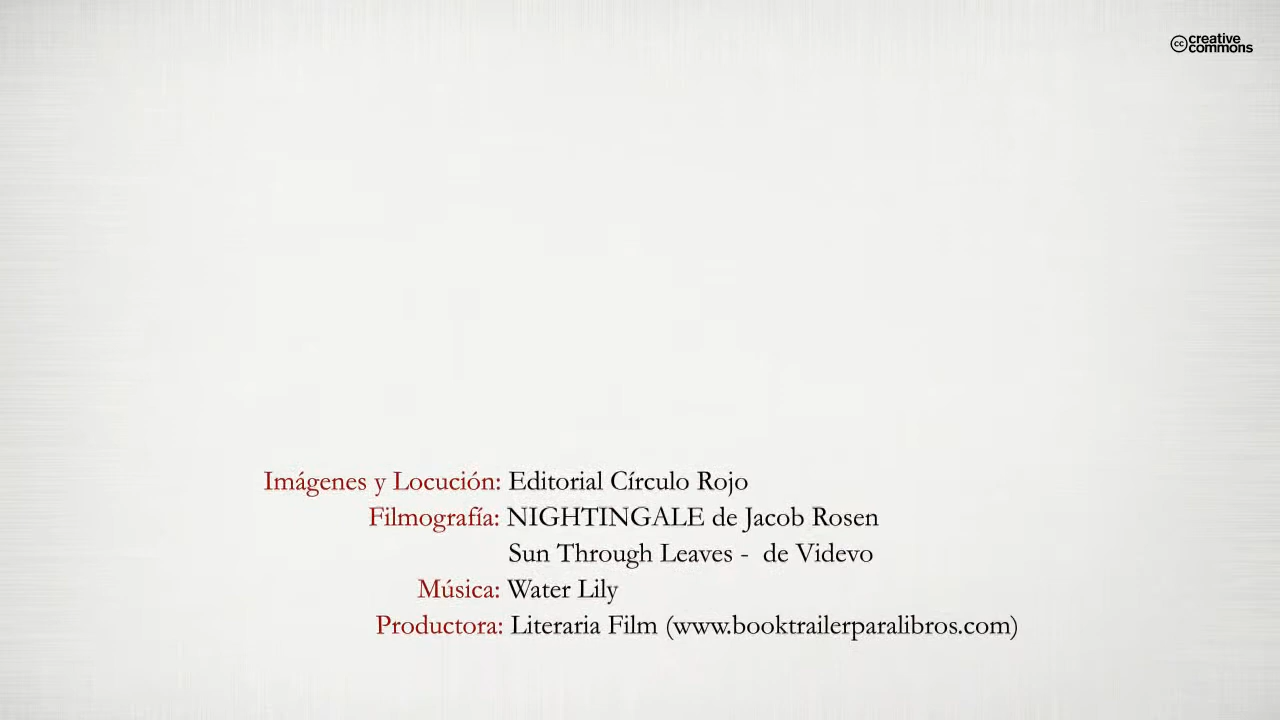 creative
commons
Imágenes y Locución: Editorial Círculo Rojo
Filmografía: NIGHTINGALE de Jacob Rosen
Sun Through Leaves - de Videvo
Música: Water Lily
Productora: Literaria Film (www.booktrailerparalibros.com)